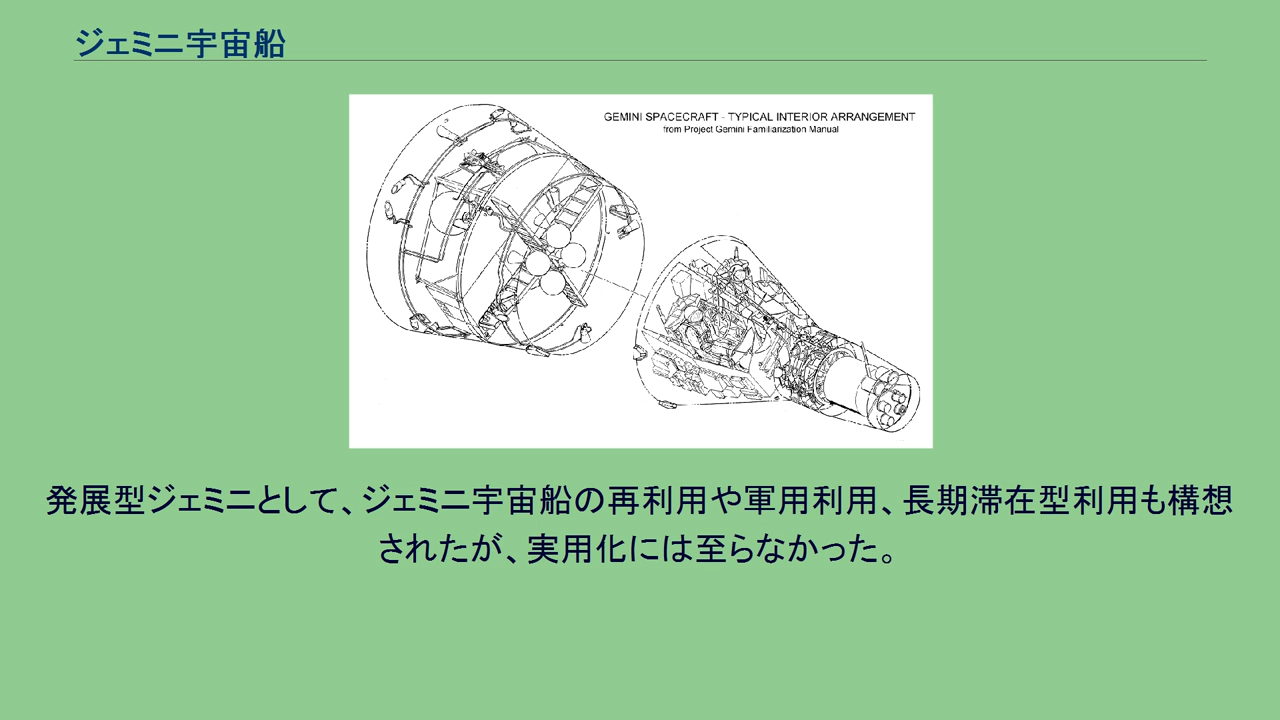 ジェミニ宇宙船
GEMINI SPACECRAFT - TYPICAL INTERIOR ARRANGEMENT
from Project Gemini Familiarization Manual
発展型ジェミニとして、ジェミニ宇宙船の再利用や軍用利用、長期滞在型利用も構想
されたが、実用化には至らなかった。